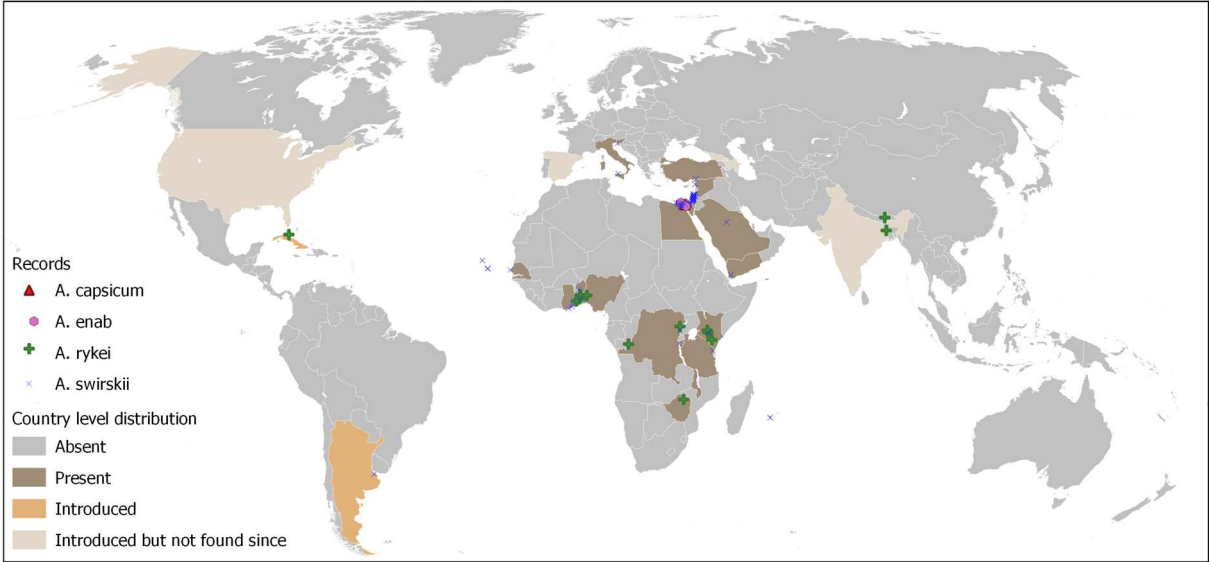 Records
A. capsicum
A. enab
A. rykei
A. swirskii
Country level distribution
Absent
Present
Introduced
Introduced but not found since